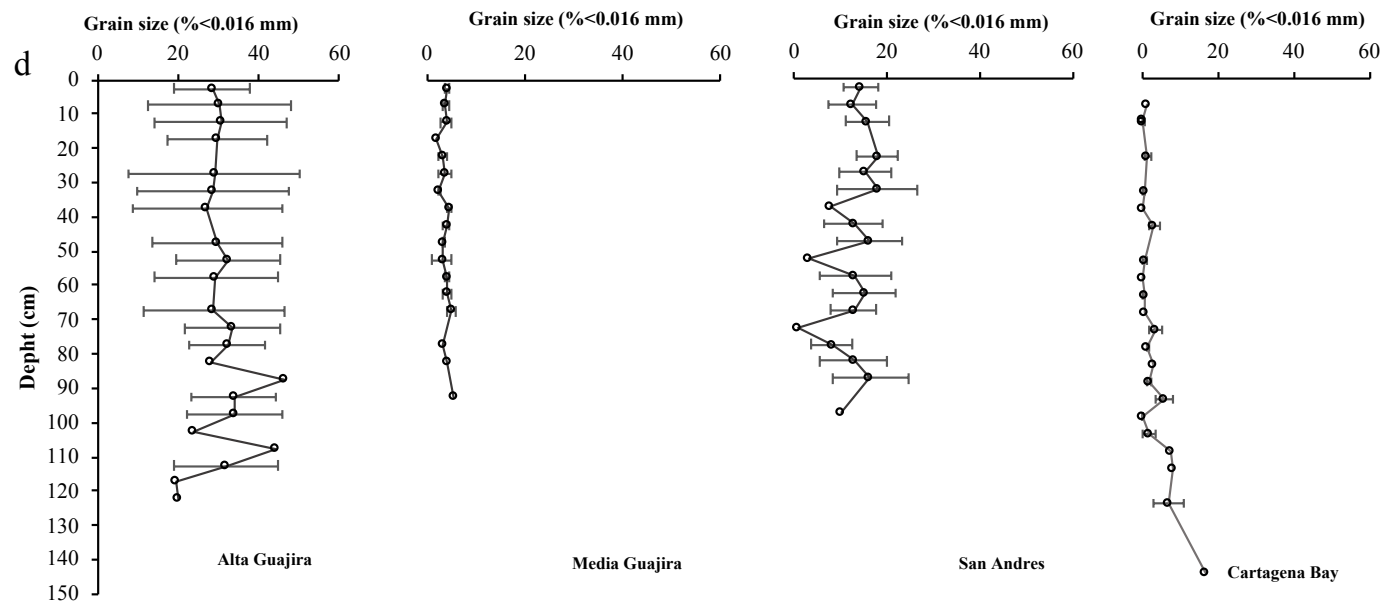 Grain size (%<0.016 mm)
Grain size (%<0.016 mm)
Grain size (%<0.016 mm)
Grain size (%<0.016 mm)
0 20 40 60
0 20 40 60
0 20 40 60
0 20 40 60
d
Depht (cm)
0
10
20
30
40
50
60
70
80
90
100
110
120
130
140
150
Alta Guajira
Media Guajira
San Andres
Cartagena Bay